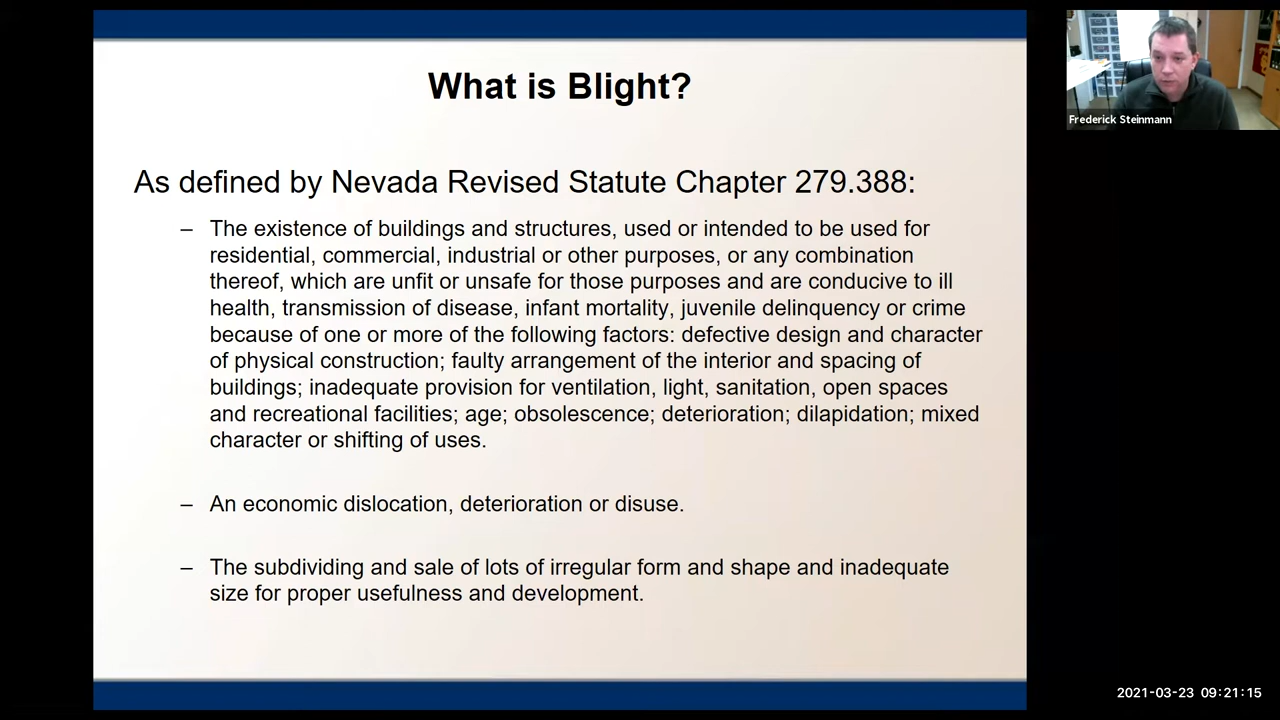 What is Blight?
As defined by Nevada Revised Statute Chapter 279.388:
– The existence of buildings and structures, used or intended to be used for
residential, commercial, industrial or other purposes, or any combination
thereof, which are unfit or unsafe for those purposes and are conducive to ill
health, transmission of disease, infant mortality, juvenile delinquency or crime
because of one or more of the following factors: defective design and character
of physical construction; faulty arrangement of the interior and spacing of
buildings; inadequate provision for ventilation, light, sanitation, open spaces
and recreational facilities; age; obsolescence; deterioration; dilapidation; mixed
character or shifting of uses.
– An economic dislocation, deterioration or disuse.
– The subdividing and sale of lots of irregular form and shape and inadequate
size for proper usefulness and development.
Frederick Steinmann
2021-03-23 09:21:15